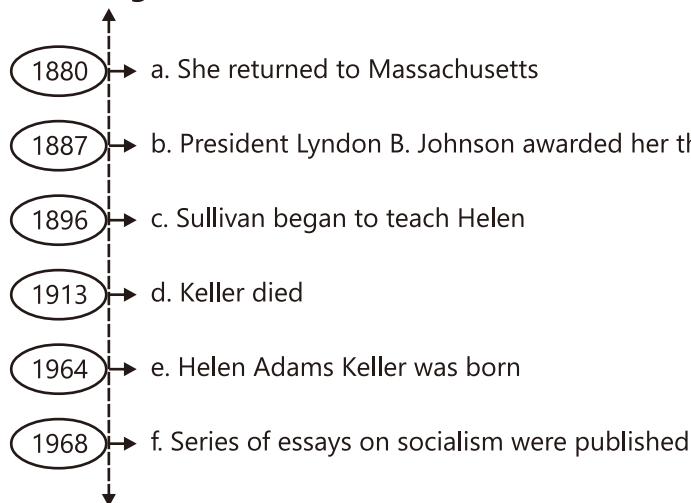 1880 a. She returned to Massachusetts
1887 b. President Lyndon B. Johnson awarded her
1896 c. Sullivan began to teach Helen
1913 d. Keller died
1964 e. Helen Adams Keller was born
1968 f. Series of essays on socialism were published